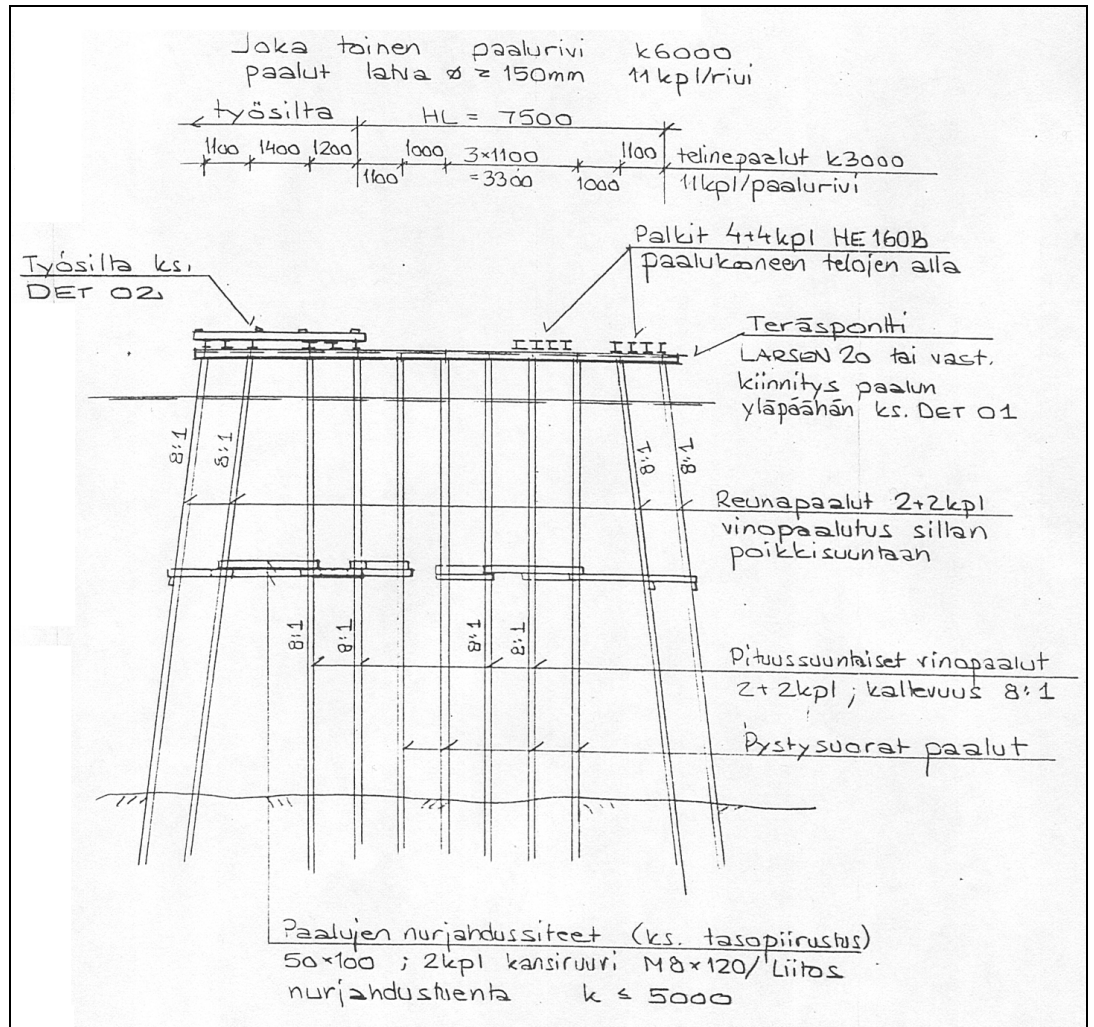 Joka toinen paalurivi k6000
paalut latva ø ≥ 150mm 11kpl/rivi
työsilta HL = 7500
1100 1400 1200 1000 3×1100 1100 telinepaalut k3000
1100 =3300 1000 11kpl/paalurivi
Palkit 4+4kpl HE160B
paalukoneen telojen alla
Työsilta ks.
DET 02
Teräspontti
LARSEN 20 tai vast.
kiinnitys paalun
yläpäähän ks. DET 01
8:1 8:1 8:1 8:1
Reunapaalut 2+2kpl
vinopaalutus sillan
poikkisuuntaan
8:1 8:1 8:1 8:1
Pituussuuntaiset vinopaalut
2+2kpl ; kaltevuus 8:1
Pystysuorat paalut
Paalujen nurjahdussiteet (ks. tasopiirustus)
50×100 ; 2kpl kansiruuvi M8×120/Liitos
nurjahdustuenta k ≤ 5000